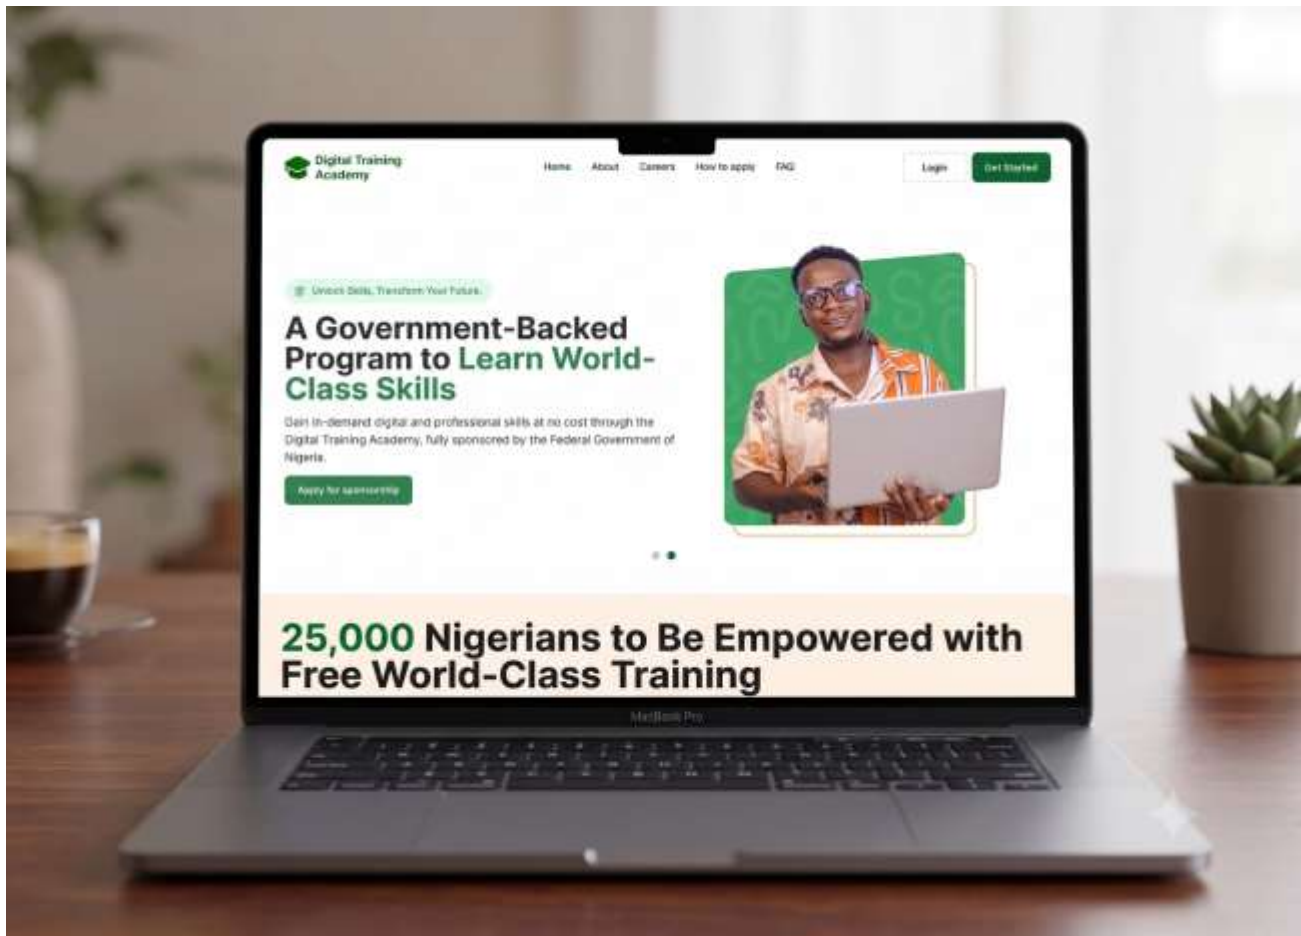 Digital Training
Academy
Home About Careers How to apply FAQ
Login Get Started
Unlock Skills, Transform Your Future.
A Government-Backed
Program to Learn World-
Class Skills
Gain in-demand digital and professional skills at no cost through the
Digital Training Academy, fully sponsored by the Federal Government of
Nigeria.
Apply for sponsorship
25,000 Nigerians to Be Empowered with
Free World-Class Training
MacBook Pro